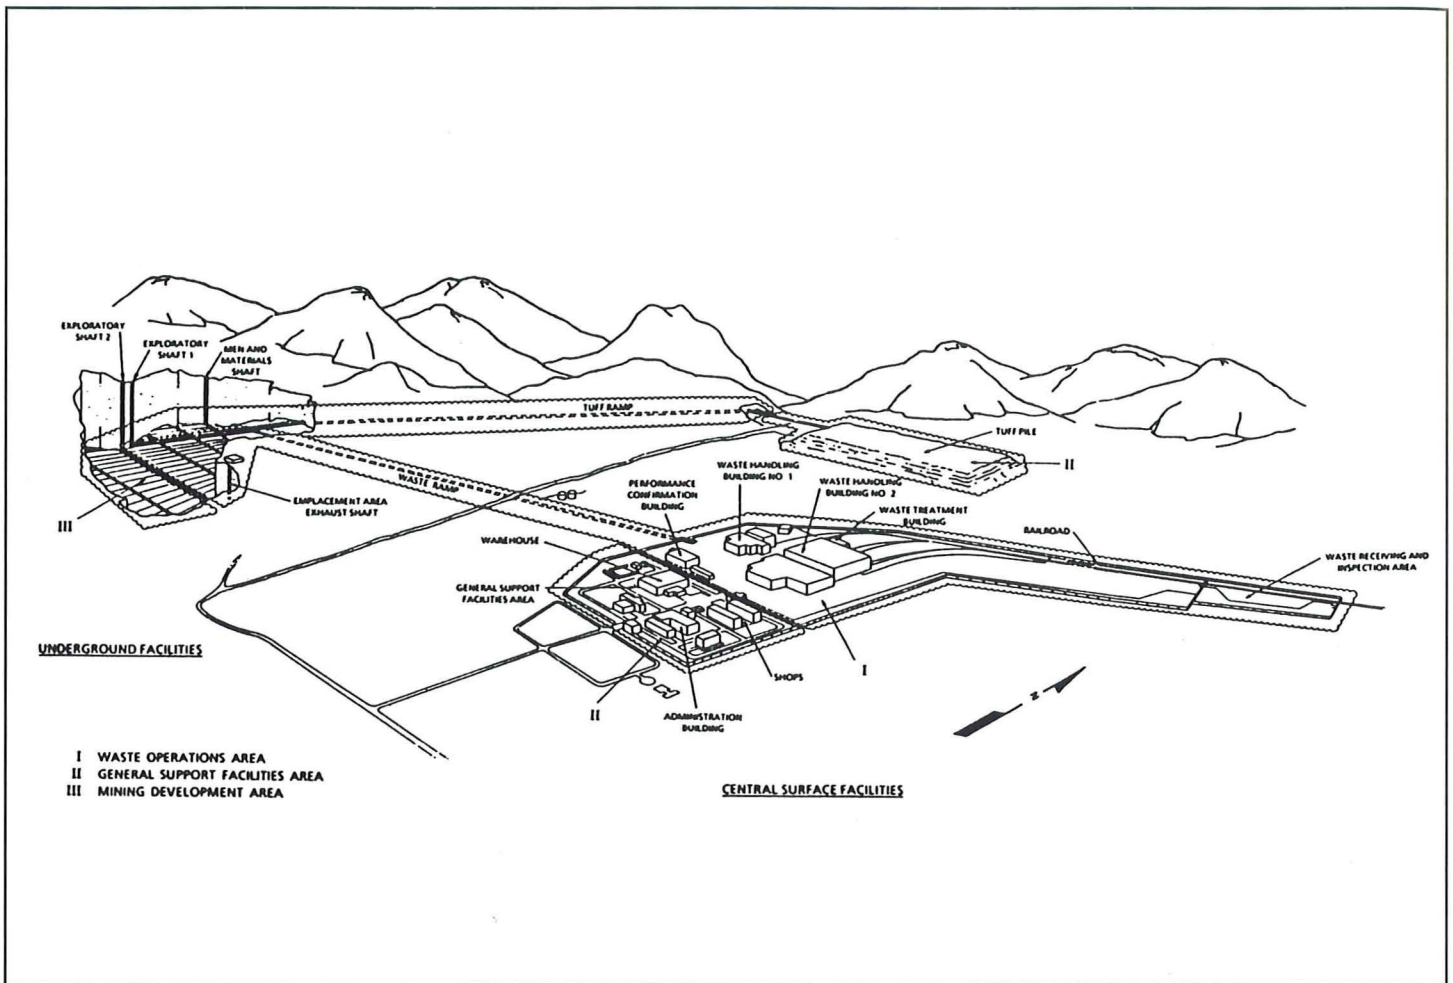 EXPLORATORY
SHAFT 2
EXPLORATORY
SHAFT 1
MEN AND
MATERIALS
SHAFT
TUFF RAMP
TUFF PILE
II
WASTE RAMP
EMPLACEMENT AREA
EXHAUST SHAFT
III
PERFORMANCE
CONFIRMATION
BUILDING
WASTE HANDLING
BUILDING NO 1
WASTE HANDLING
BUILDING NO 2
WASTE TREATMENT
BUILDING
RAILROAD
WASTE RECEIVING AND
INSPECTION AREA
WAREHOUSE
GENERAL SUPPORT
FACILITIES AREA
SHOPS
I
II
ADMINISTRATION
BUILDING
N
UNDERGROUND FACILITIES
I WASTE OPERATIONS AREA
II GENERAL SUPPORT FACILITIES AREA
III MINING DEVELOPMENT AREA
CENTRAL SURFACE FACILITIES